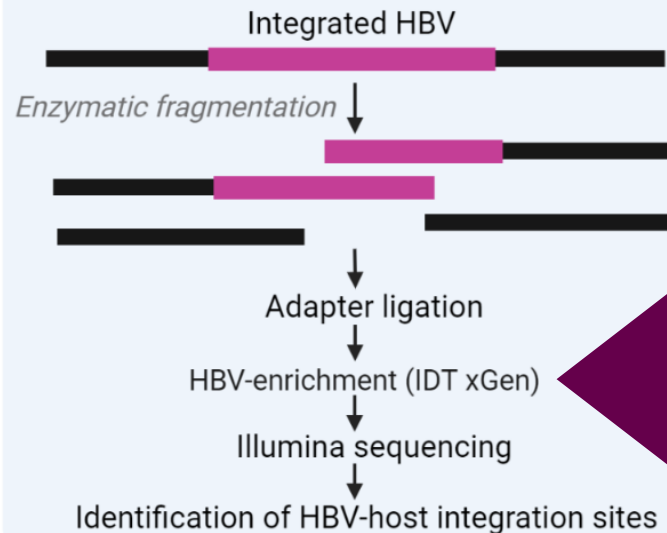 Integrated HBV
Enzymatic fragmentation
Adapter ligation
HBV-enrichment (IDT xGen)
Illumina sequencing
Identification of HBV-host integration sites